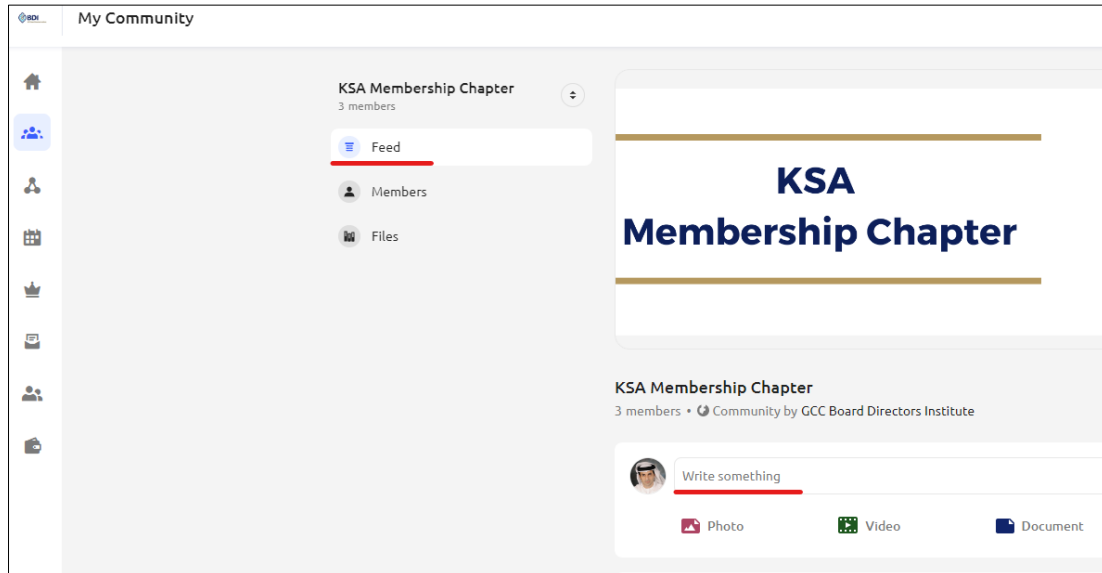 BDI
My Community
KSA Membership Chapter
3 members
Feed
Members
Files
KSA
Membership Chapter
KSA Membership Chapter
3 members • Community by GCC Board Directors Institute
Write something
Photo Video Document